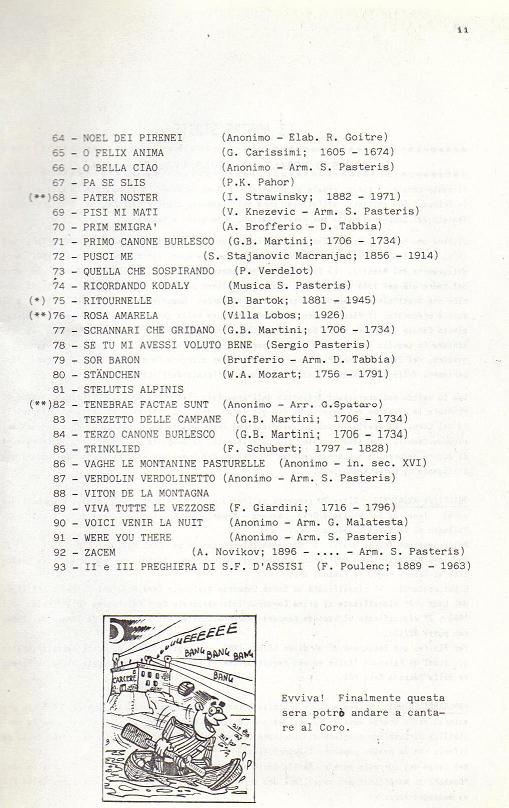 11
64 - NOEL DEI PIRENEI (Anonimo - Elab. R. Goitre)
65 - O FELIX ANIMA (G. Carissimi; 1605 - 1674)
66 - O BELLA CIAO (Anonimo - Arm. S. Pasteris)
67 - PA SE SLIS (P.K. Pahor)
(**)68 - PATER NOSTER (I. Strawinsky; 1882 - 1971)
69 - PISI MI MATI (V. Knezevic - Arm. S. Pasteris)
70 - PRIM EMIGRA' (A. Brofferio - D. Tabbia)
71 - PRIMO CANONE BURLESCO (G.B. Martini; 1706 - 1734)
72 - PUSCI ME (S. Stajanovic Macranjac; 1856 - 1914)
73 - QUELLA CHE SOSPIRANDO (P. Verdelot)
74 - RICORDANDO KODALY (Musica S. Pasteris)
(*) 75 - RITOURNELLE (B. Bartok; 1881 - 1945)
(**)76 - ROSA AMARELA (Villa Lobos; 1926)
77 - SCRANNARI CHE GRIDANO (G.B. Martini; 1706 - 1734)
78 - SE TU MI AVESSI VOLUTO BENE (Sergio Pasteris)
79 - SOR BARON (Brufferio - Arm. D. Tabbia)
80 - STÄNDCHEN (W.A. Mozart; 1756 - 1791)
81 - STELUTIS ALPINIS
(**)82 - TENEBRAE FACTAE SUNT (Anonimo - Arr. G.Spataro)
83 - TERZETTO DELLE CAMPANE (G.B. Martini; 1706 - 1734)
84 - TERZO CANONE BURLESCO (G.B. Martini; 1706 - 1734)
85 - TRINKLIED (F. Schubert; 1797 - 1828)
86 - VAGHE LE MONTANINE PASTURELLE (Anonimo - in. sec. XVI)
87 - VERDOLIN VERDOLINETTO (Anonimo - Arm. S. Pasteris)
88 - VITON DE LA MONTAGNA
89 - VIVA TUTTE LE VEZZOSE (F. Giardini; 1716 - 1796)
90 - VOICI VENIR LA NUIT (Anonimo - Arm. G. Malatesta)
91 - WERE YOU THERE (Anonimo - Arm. S. Pasteris)
92 - ZACEM (A. Novikov; 1896 - .... - Arm. S. Pasteris)
93 - II e III PREGHIERA DI S.F. D'ASSISI (F. Poulenc; 1889 - 1963)
BANG BANG BANG
BANG
CARCERE
Evviva! Finalmente questa
sera potrò andare a canta-
re al Coro.